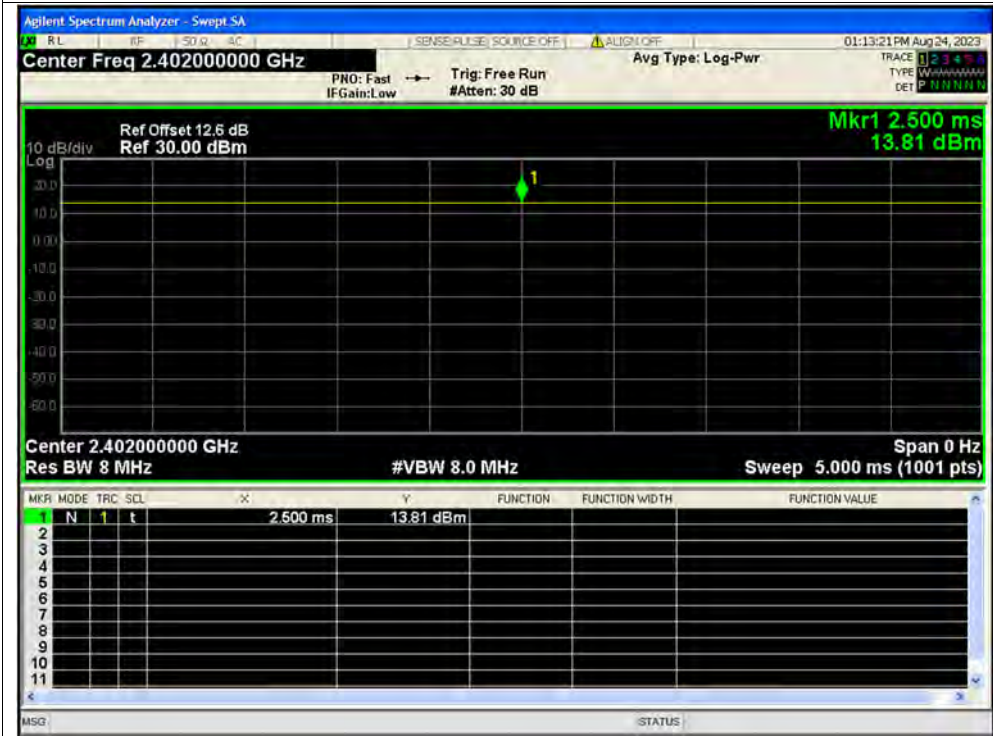 Agilent Spectrum Analyzer - Swept SA
RL RF 50 Ω AC SENSE:PULSE SOURCE OFF ALIGN OFF 01:13:21 PM Aug 24, 2023
Center Freq 2.402000000 GHz
PNO: Fast
IFGain:Low
Trig: Free Run
#Atten: 30 dB
Avg Type: Log-Pwr
TRACE 1 2 3 4 5 6
TYPE W
DET P N N N N N
Mkr1 2.500 ms
13.81 dBm
Ref Offset 12.6 dB
10 dB/div Ref 30.00 dBm
Log
20.0
1
10.0
0.00
-10.0
-20.0
-30.0
-40.0
-50.0
-60.0
Center 2.402000000 GHz Span 0 Hz
Res BW 8 MHz #VBW 8.0 MHz Sweep 5.000 ms (1001 pts)
MKR MODE TRC SCL X Y FUNCTION FUNCTION WIDTH FUNCTION VALUE
1 N 1 t 2.500 ms 13.81 dBm
2
3
4
5
6
7
8
9
10
11
MSG STATUS